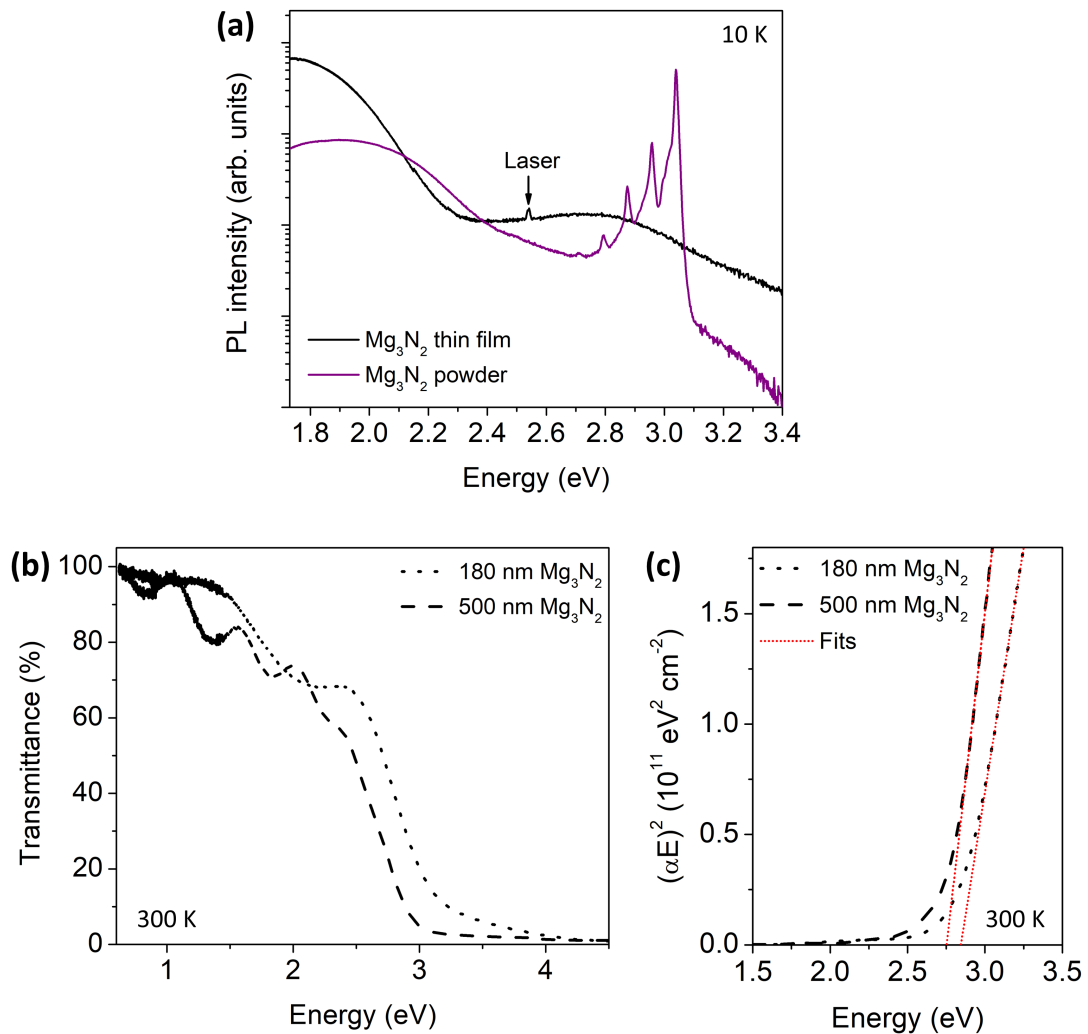 (a)
10 K
PL intensity (arb. units)
Laser
Mg₃N₂ thin film
Mg₃N₂ powder
1.8 2.0 2.2 2.4 2.6 2.8 3.0 3.2 3.4
Energy (eV)
(b)
100
80
60
40
20
0
Transmittance (%)
180 nm Mg₃N₂
500 nm Mg₃N₂
300 K
1 2 3 4
Energy (eV)
(c)
1.5
1.0
0.5
0.0
(αE)² (10¹¹ eV² cm⁻²)
180 nm Mg₃N₂
500 nm Mg₃N₂
Fits
300 K
1.5 2.0 2.5 3.0 3.5
Energy (eV)